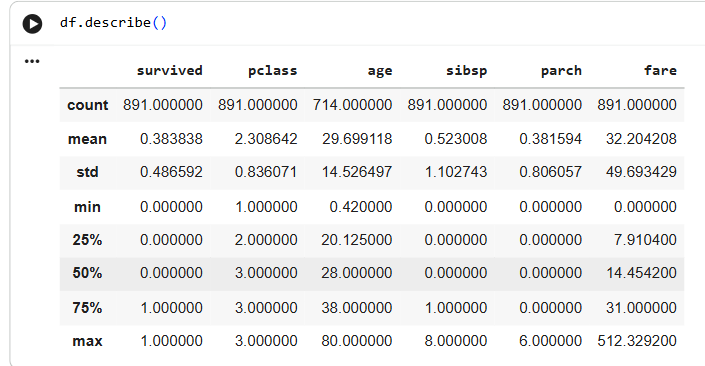 df.describe()
...
survived pclass age sibsp parch fare
count 891.000000 891.000000 714.000000 891.000000 891.000000 891.000000
mean 0.383838 2.308642 29.699118 0.523008 0.381594 32.204208
std 0.486592 0.836071 14.526497 1.102743 0.806057 49.693429
min 0.000000 1.000000 0.420000 0.000000 0.000000 0.000000
25% 0.000000 2.000000 20.125000 0.000000 0.000000 7.910400
50% 0.000000 3.000000 28.000000 0.000000 0.000000 14.454200
75% 1.000000 3.000000 38.000000 1.000000 0.000000 31.000000
max 1.000000 3.000000 80.000000 8.000000 6.000000 512.329200